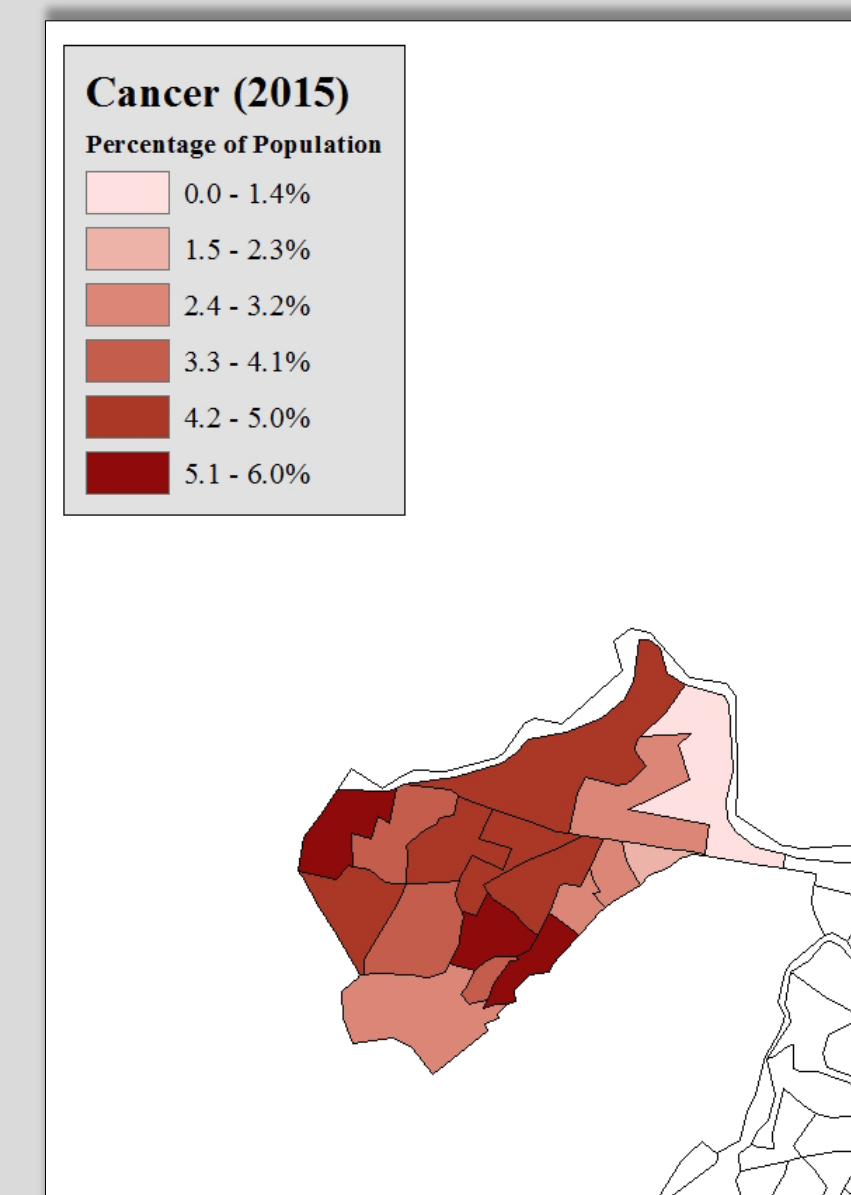 Cancer (2015)
Percentage of Population
0.0 - 1.4%
1.5 - 2.3%
2.4 - 3.2%
3.3 - 4.1%
4.2 - 5.0%
5.1 - 6.0%